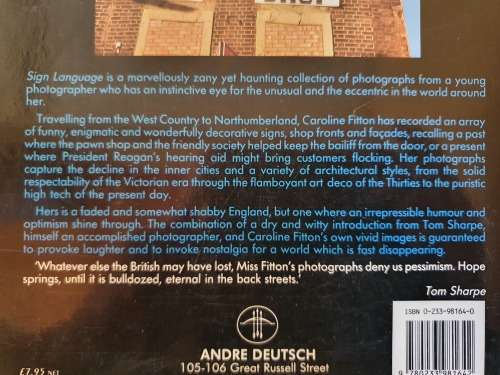 Sign Language is a marvellously zany yet haunting collection of photographs from a young
photographer who has an instinctive eye for the unusual and the eccentric in the world around
her.
Travelling from the West Country to Northumberland, Caroline Fitton has recorded an array
of funny, enigmatic and wonderfully decorative signs, shop fronts and façades, recalling a past
where the pawn shop and the friendly society helped keep the bailiff from the door, or a present
where President Reagan's hearing aid might bring customers flocking. Her photographs
capture the decline in the inner cities and a variety of architectural styles, from the solid
respectability of the Victorian era through the flamboyant art deco of the Thirties to the puristic
high tech of the present day.
Hers is a faded and somewhat shabby England, but one where an irrepressible humour and
optimism shine through. The combination of a dry and witty introduction from Tom Sharpe,
himself an accomplished photographer, and Caroline Fitton's own vivid images is guaranteed
to provoke laughter and to invoke nostalgia for a world which is fast disappearing.
'Whatever else the British may have lost, Miss Fitton's photographs deny us pessimism. Hope
springs, until it is bulldozed, eternal in the back streets.'
Tom Sharpe
ISBN 0-233-98164-0
ANDRE DEUTSCH
105-106 Great Russell Street
£7.95 NET
9 780233 981642